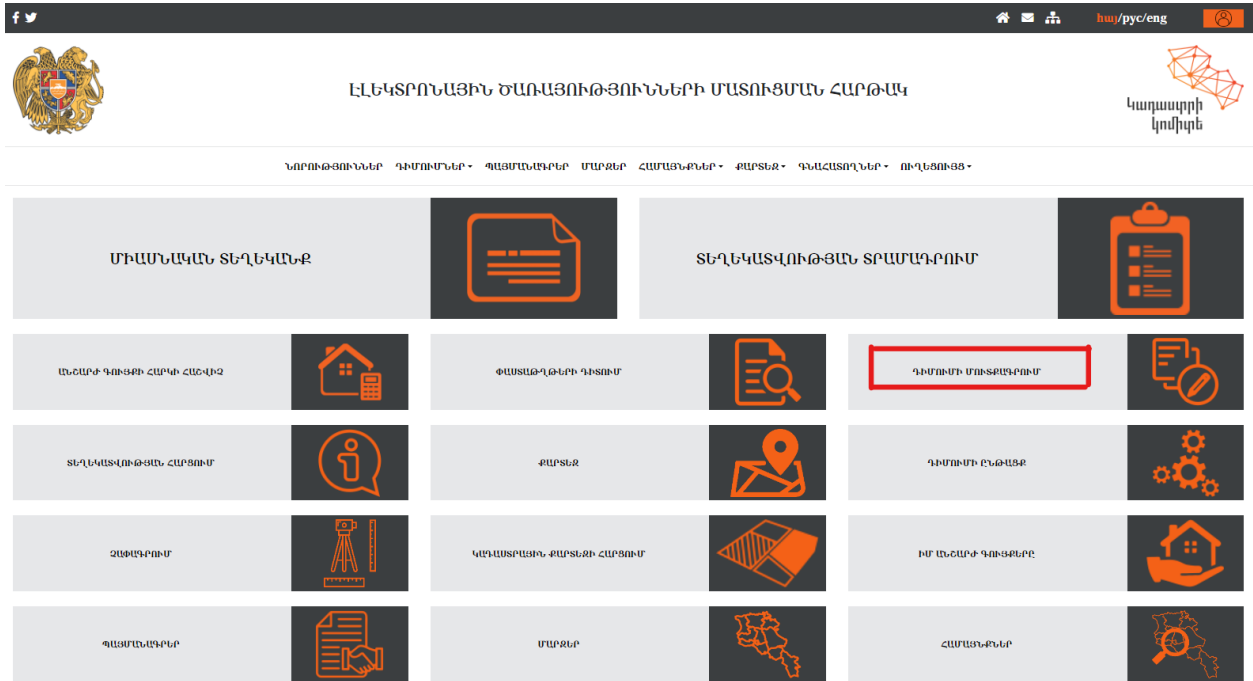 հայ/рус/eng
ԷԼԵԿՏՐՈՆԱՅԻՆ ԾԱՌԱՅՈՒԹՅՈՒՆՆԵՐԻ ՄԱՏՈՒՑՄԱՆ ՀԱՐԹԱԿ
Կադաստրի
կոմիտե
ՆՈՐՈՒԹՅՈՒՆՆԵՐ ԴԻՄՈՒՄՆԵՐ ՊԱՅՄԱՆԱԳՐԵՐ ՄԱՐԶԵՐ ՀԱՄԱՅՆՔՆԵՐ ՔԱՐՏԵԶ ԳՆԱՀԱՏՈՂՆԵՐ ՈՒՂԵՑՈՒՅՑ
ՄԻԱՍՆԱԿԱՆ ՏԵՂԵԿԱՆՔ
ՏԵՂԵԿԱՏՎՈՒԹՅԱՆ ՏՐԱՄԱԴՐՈՒՄ
ԱՆՇԱՐԺ ԳՈՒՅՔԻ ՀԱՐԿԻ ՀԱՇՎԻՉ
ՓԱՍՏԱԹՂԹԵՐԻ ԴԻՏՈՒՄ
ԴԻՄՈՒՄԻ ՄՈՒՏՔԱԳՐՈՒՄ
ՏԵՂԵԿԱՏՎՈՒԹՅԱՆ ՀԱՐՑՈՒՄ
ՔԱՐՏԵԶ
ԴԻՄՈՒՄԻ ԸՆԹԱՑՔ
ՉԱՓԱԳՐՈՒՄ
ԿԱԴԱՍՏՐԱՅԻՆ ՔԱՐՏԵԶԻ ՀԱՐՑՈՒՄ
ԻՄ ԱՆՇԱՐԺ ԳՈՒՅՔԵՐԸ
ՊԱՅՄԱՆԱԳՐԵՐ
ՄԱՐԶԵՐ
ՀԱՄԱՅՆՔՆԵՐ